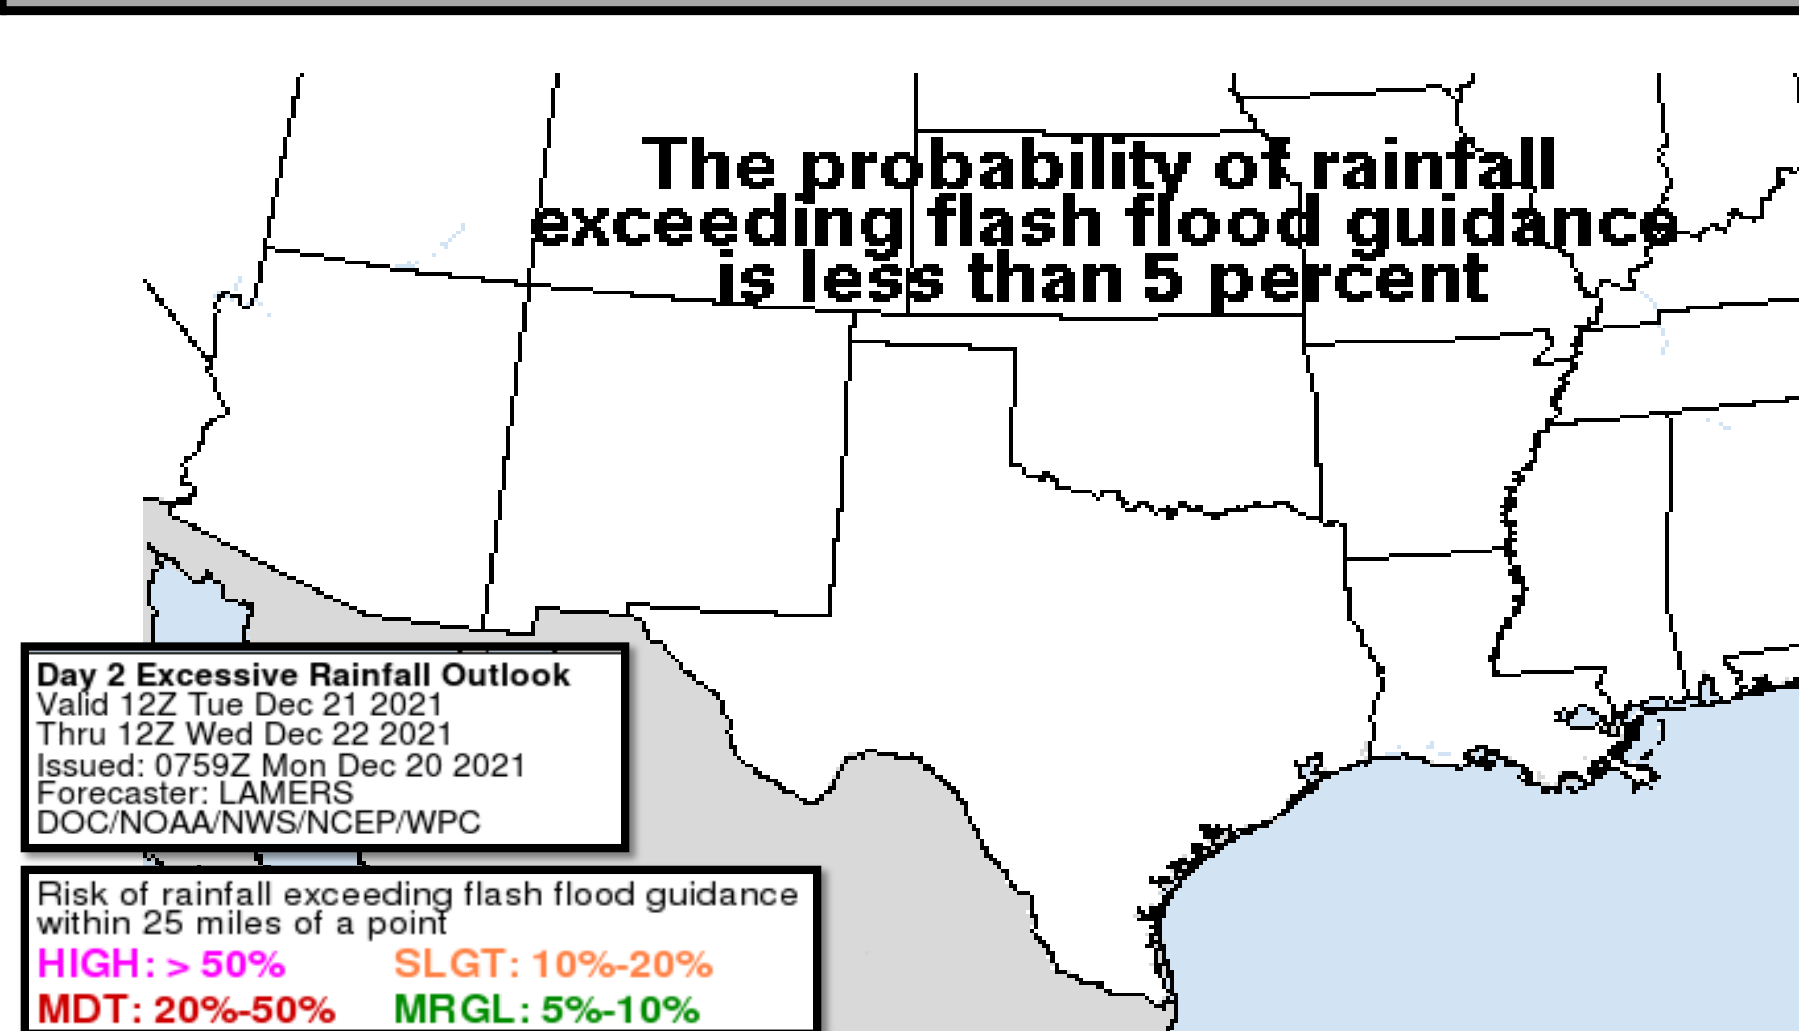 The probability of rainfall
exceeding flash flood guidance
is less than 5 percent
Day 2 Excessive Rainfall Outlook
Valid 12Z Tue Dec 21 2021
Thru 12Z Wed Dec 22 2021
Issued: 0759Z Mon Dec 20 2021
Forecaster: LAMERS
DOC/NOAA/NWS/NCEP/WPC
Risk of rainfall exceeding flash flood guidance
within 25 miles of a point
HIGH: > 50% SLGT: 10%-20%
MDT: 20%-50% MRGL: 5%-10%